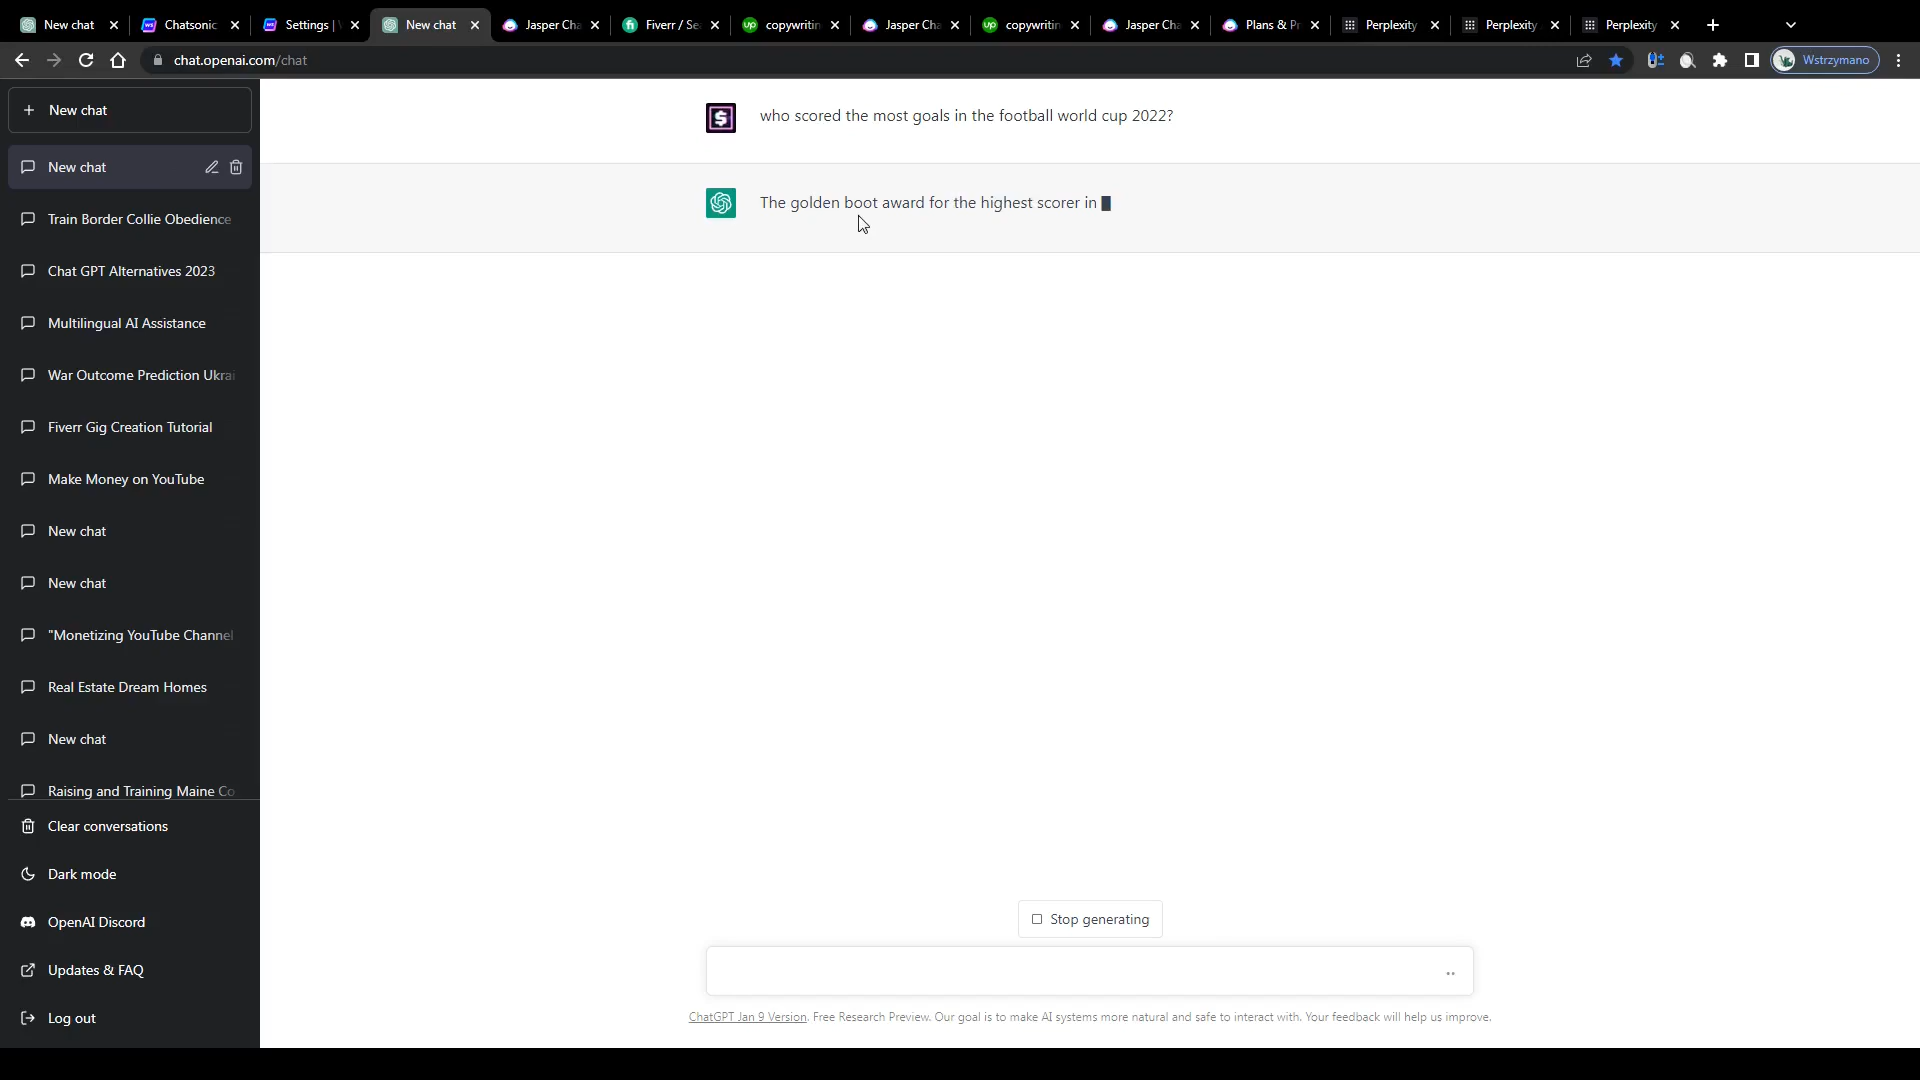 New chat
Chatsonic
Settings |
New chat
Jasper Cha
Fiverr / Se
copywritin
Jasper Cha
copywritin
Jasper Cha
Plans & Pr
Perplexity
Perplexity
Perplexity
chat.openai.com/chat
Wstrzymano
New chat
New chat
Train Border Collie Obedience
Chat GPT Alternatives 2023
Multilingual AI Assistance
War Outcome Prediction Ukrai
Fiverr Gig Creation Tutorial
Make Money on YouTube
New chat
New chat
"Monetizing YouTube Channel
Real Estate Dream Homes
New chat
Raising and Training Maine Co
Clear conversations
Dark mode
OpenAI Discord
Updates & FAQ
Log out
who scored the most goals in the football world cup 2022?
The golden boot award for the highest scorer in
Stop generating
ChatGPT Jan 9 Version. Free Research Preview. Our goal is to make AI systems more natural and safe to interact with. Your feedback will help us improve.